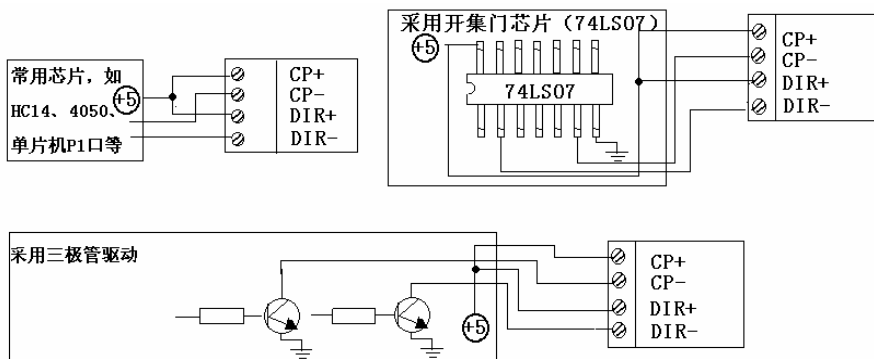 常用芯片，如
HC14、4050、
单片机P1口等
+5
CP+
CP-
DIR+
DIR-
采用开集门芯片（74LS07）
+5
74LS07
CP+
CP-
DIR+
DIR-
采用三极管驱动
+5
CP+
CP-
DIR+
DIR-